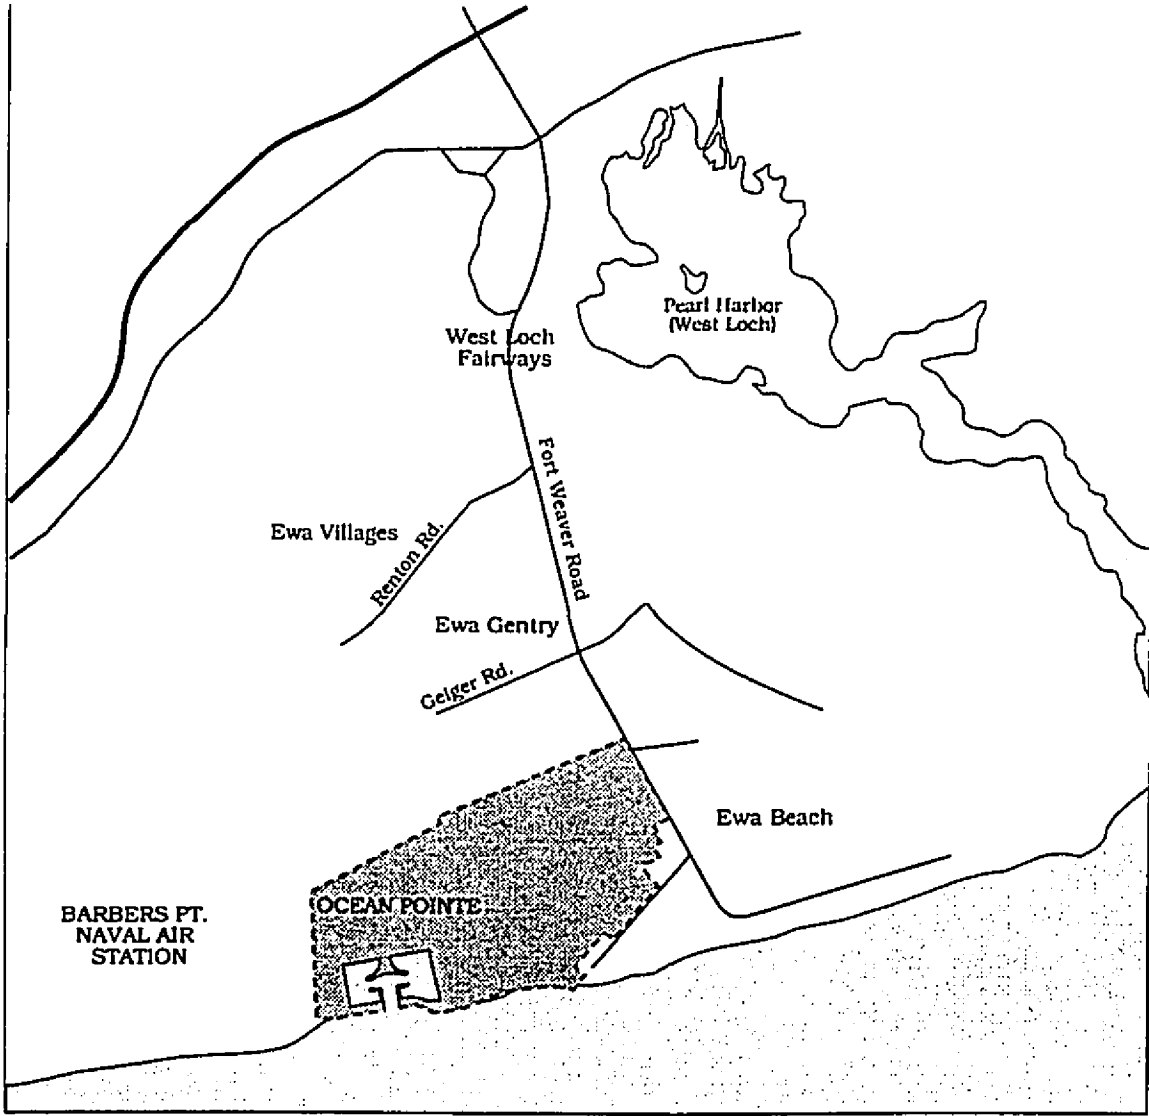 Pearl Harbor
(West Loch)
West Loch
Fairways
Fort Weaver Road
Ewa Villages
Renton Rd.
Ewa Gentry
Geiger Rd.
Ewa Beach
OCEAN POINTE
BARBERS PT.
NAVAL AIR
STATION